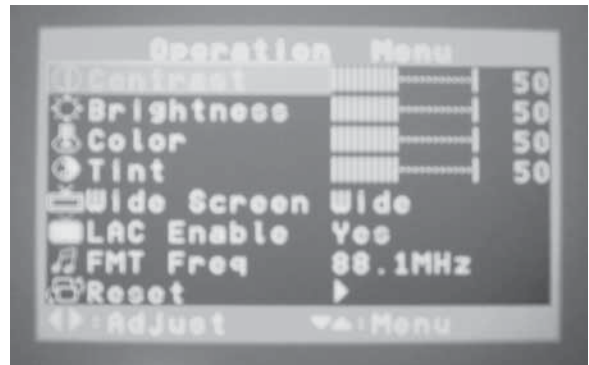 Operation Menu
Contrast 50
Brightness 50
Color 50
Tint 50
Wide Screen Wide
LAC Enable Yes
FMT Freq 88.1MHz
Reset
:Adjust :Menu